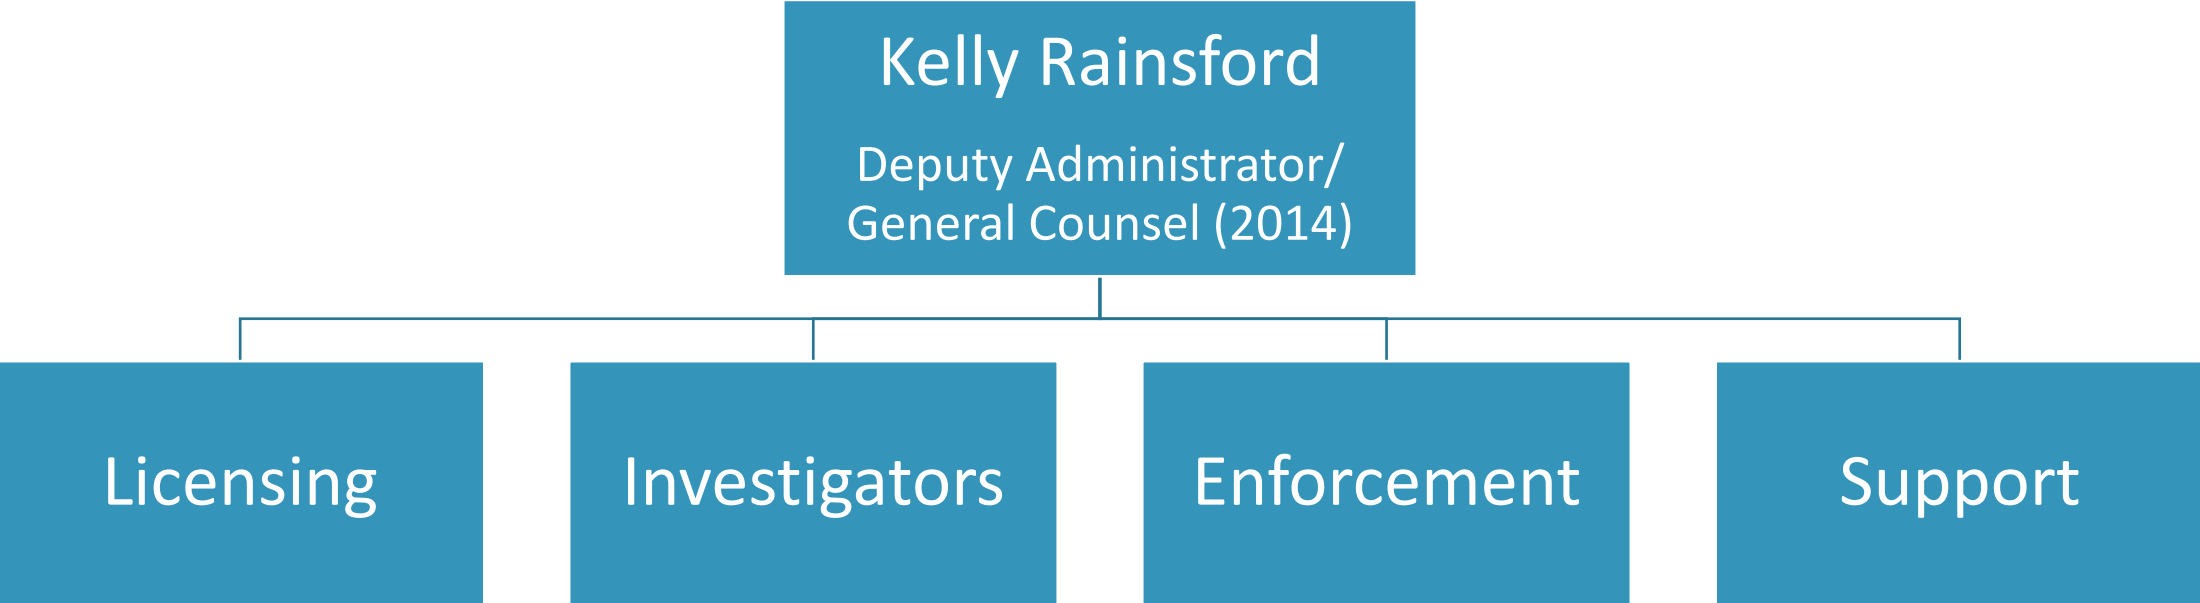 Kelly Rainsford
Deputy Administrator/
General Counsel (2014)
Licensing
Investigators
Enforcement
Support